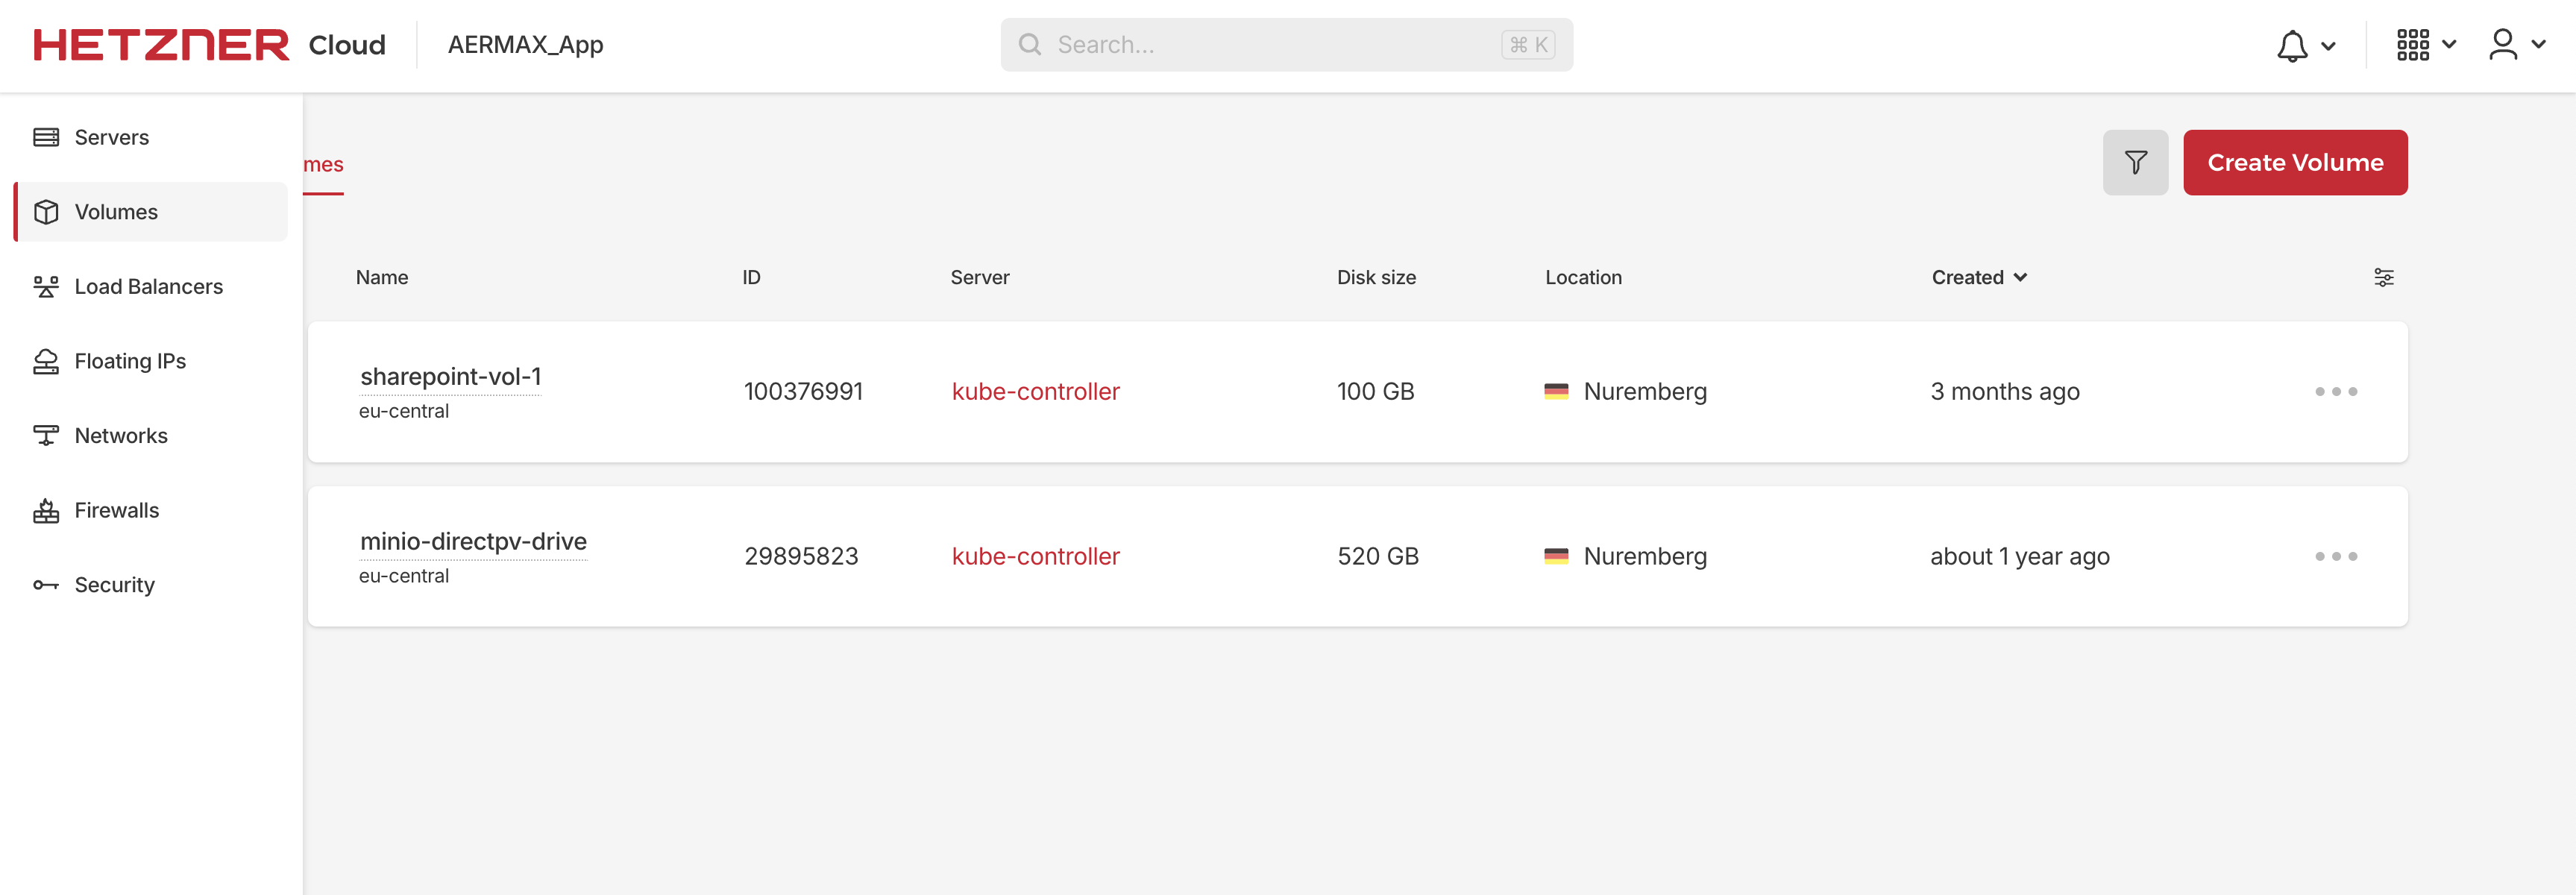 HETZNER Cloud AERMAX_App Search... ⌘ K
Servers
Volumes
Load Balancers
Floating IPs
Networks
Firewalls
Security
mes
Create Volume
Name ID Server Disk size Location Created
sharepoint-vol-1 100376991 kube-controller 100 GB Nuremberg 3 months ago
eu-central
minio-directpv-drive 29895823 kube-controller 520 GB Nuremberg about 1 year ago
eu-central